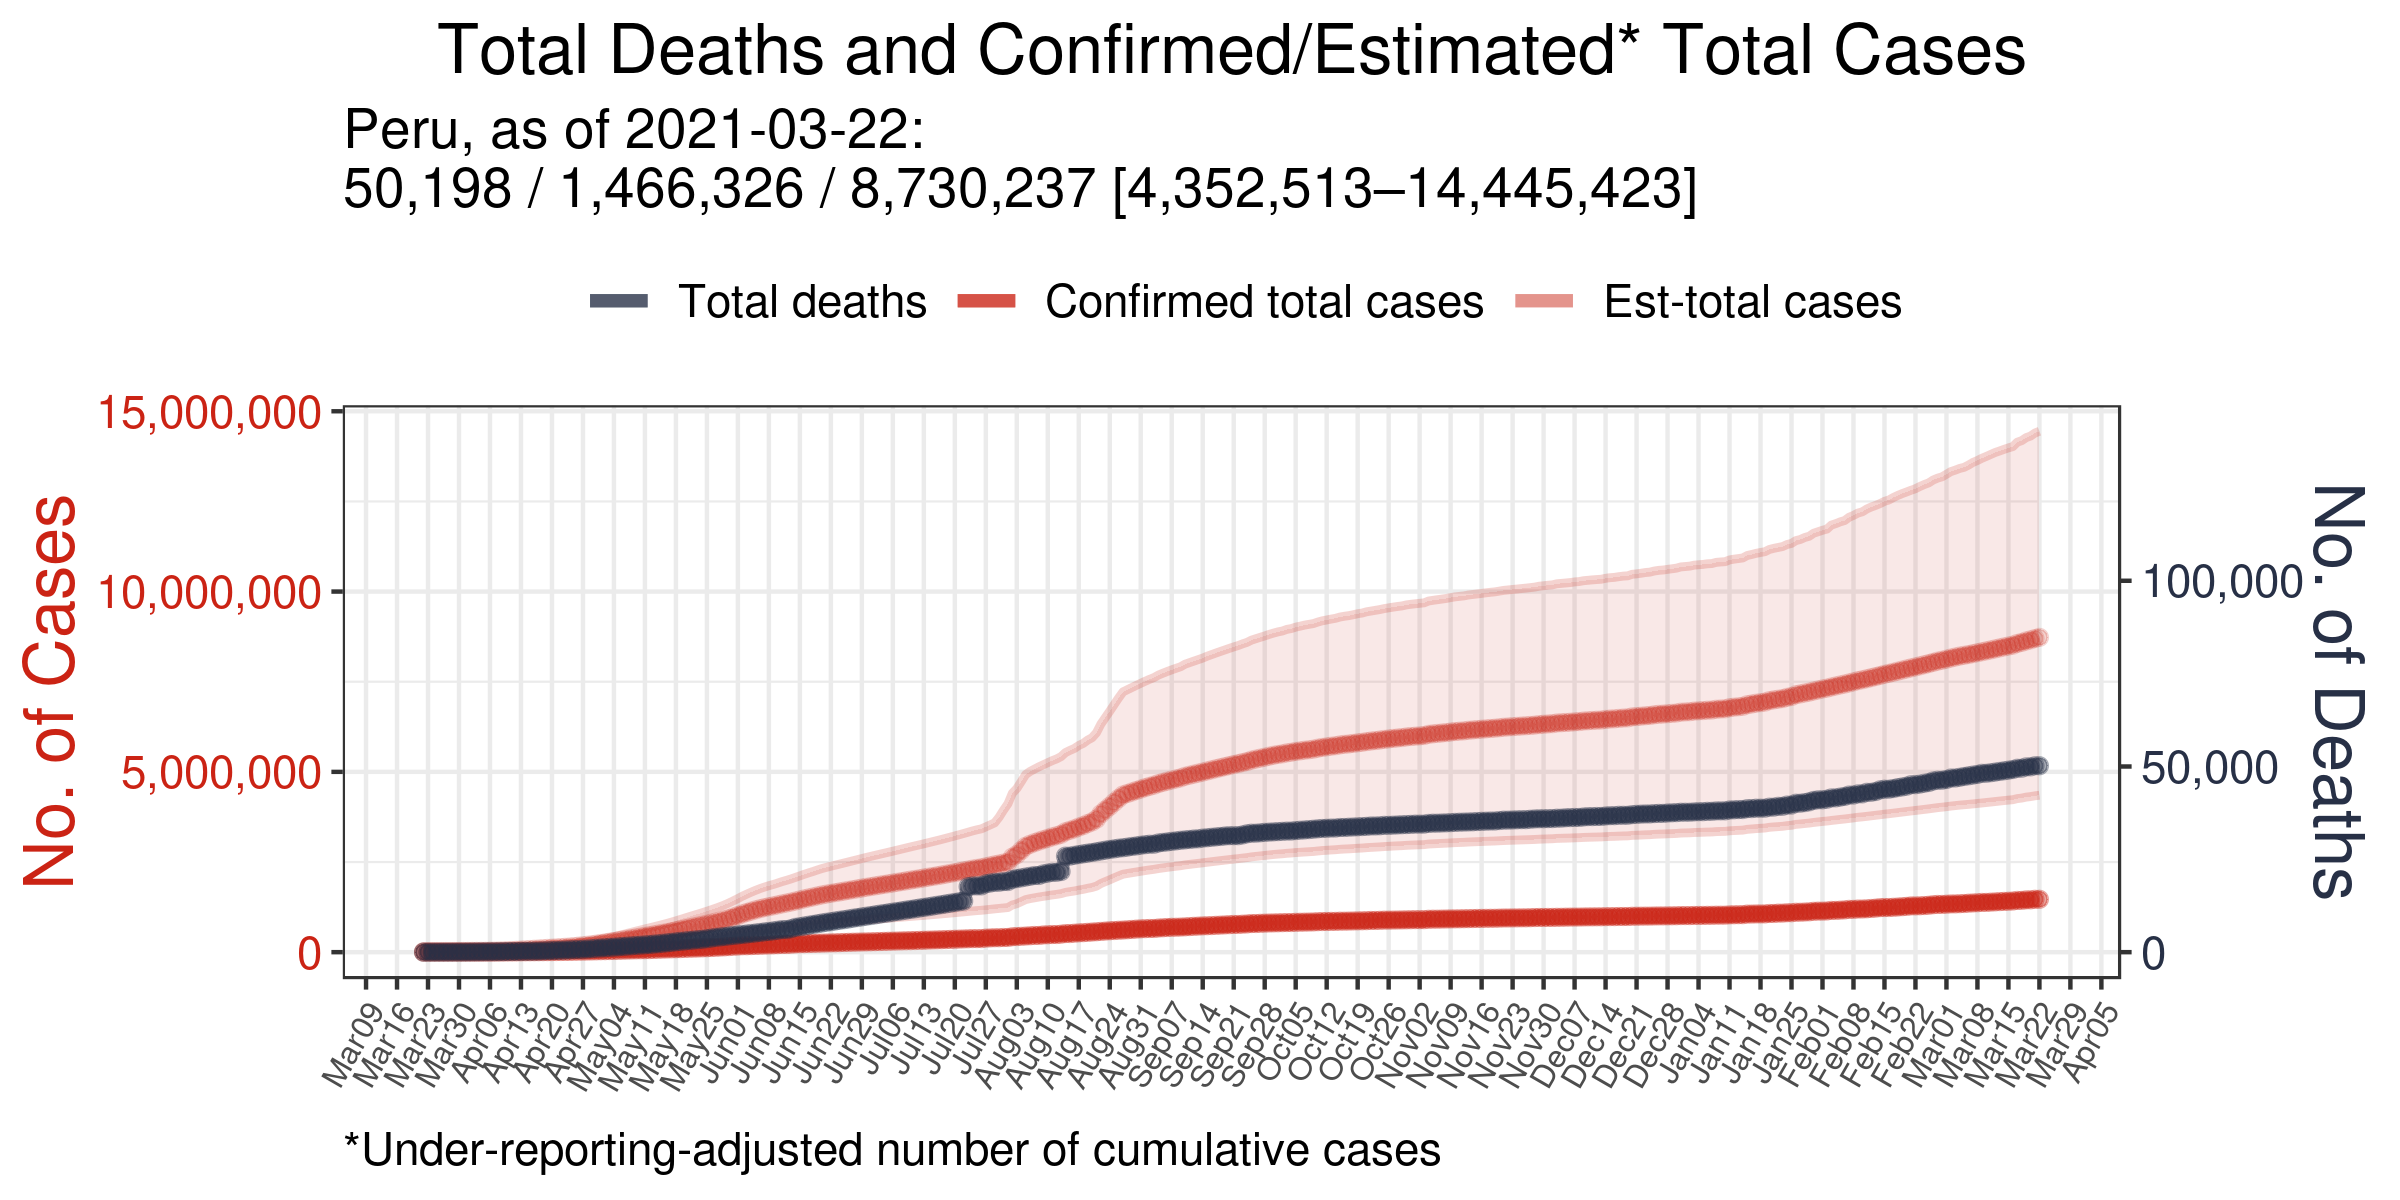 Total Deaths and Confirmed/Estimated* Total Cases
Peru, as of 2021-03-22:
50,198 / 1,466,326 / 8,730,237 [4,352,513–14,445,423]
Total deaths
Confirmed total cases
Est-total cases
No. of Cases
15,000,000
10,000,000
5,000,000
0
100,000
50,000
0
No. of Deaths
Mar09
Mar16
Mar23
Mar30
Apr06
Apr13
Apr20
Apr27
May04
May11
May18
May25
Jun01
Jun08
Jun15
Jun22
Jun29
Jul06
Jul13
Jul20
Jul27
Aug03
Aug10
Aug17
Aug24
Aug31
Sep07
Sep14
Sep21
Sep28
Oct05
Oct12
Oct19
Oct26
Nov02
Nov09
Nov16
Nov23
Nov30
Dec07
Dec14
Dec21
Dec28
Jan04
Jan11
Jan18
Jan25
Feb01
Feb08
Feb15
Feb22
Mar01
Mar08
Mar15
Mar22
Mar29
Apr05
*Under-reporting-adjusted number of cumulative cases